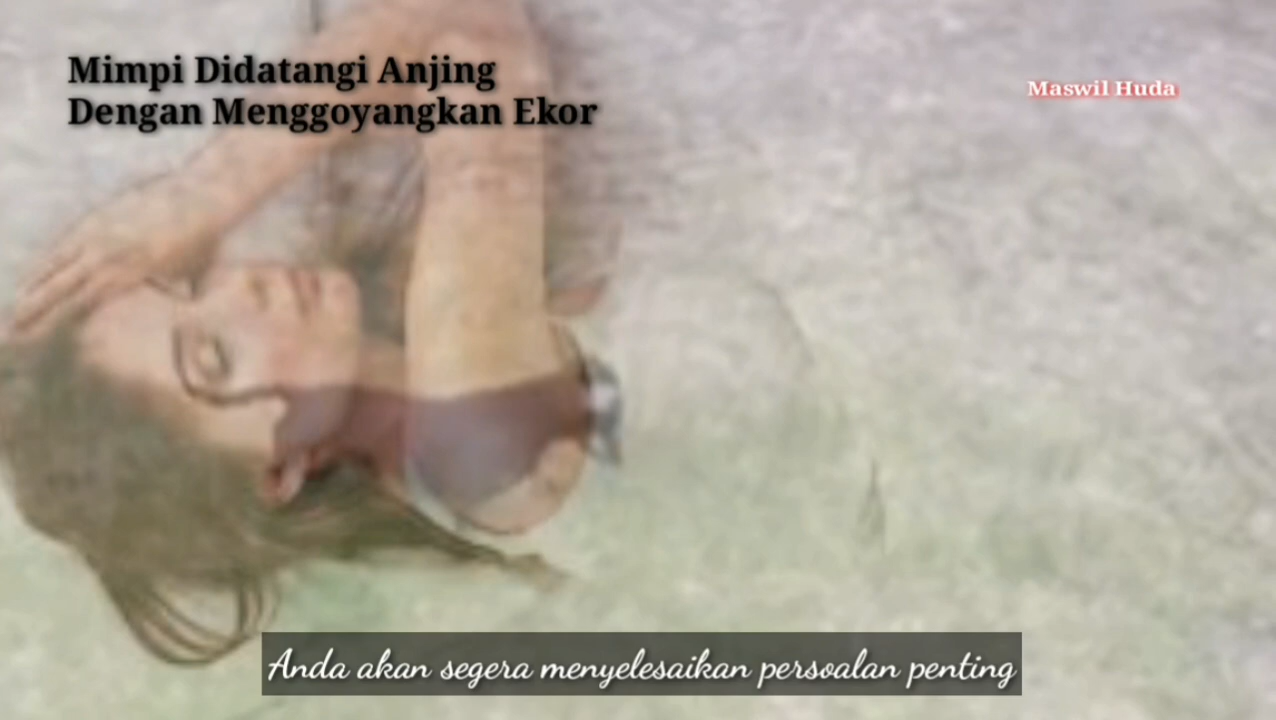 Mimpi Didatangi Anjing
Dengan Menggoyangkan Ekor
Maswil Huda
Anda akan segera menyelesaikan persoalan penting